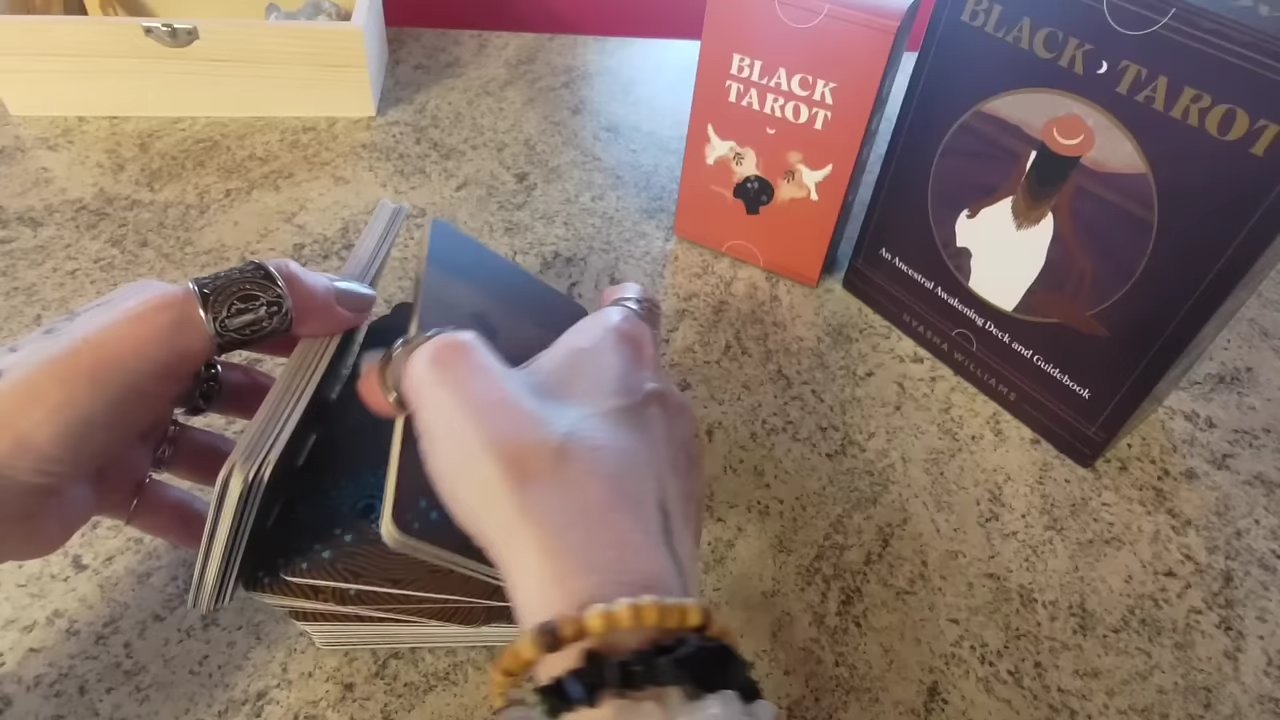 BLACK
TAROT
BLACK TAROT
An Ancestral Awakening Deck and Guidebook
NYASHA WILLIAMS